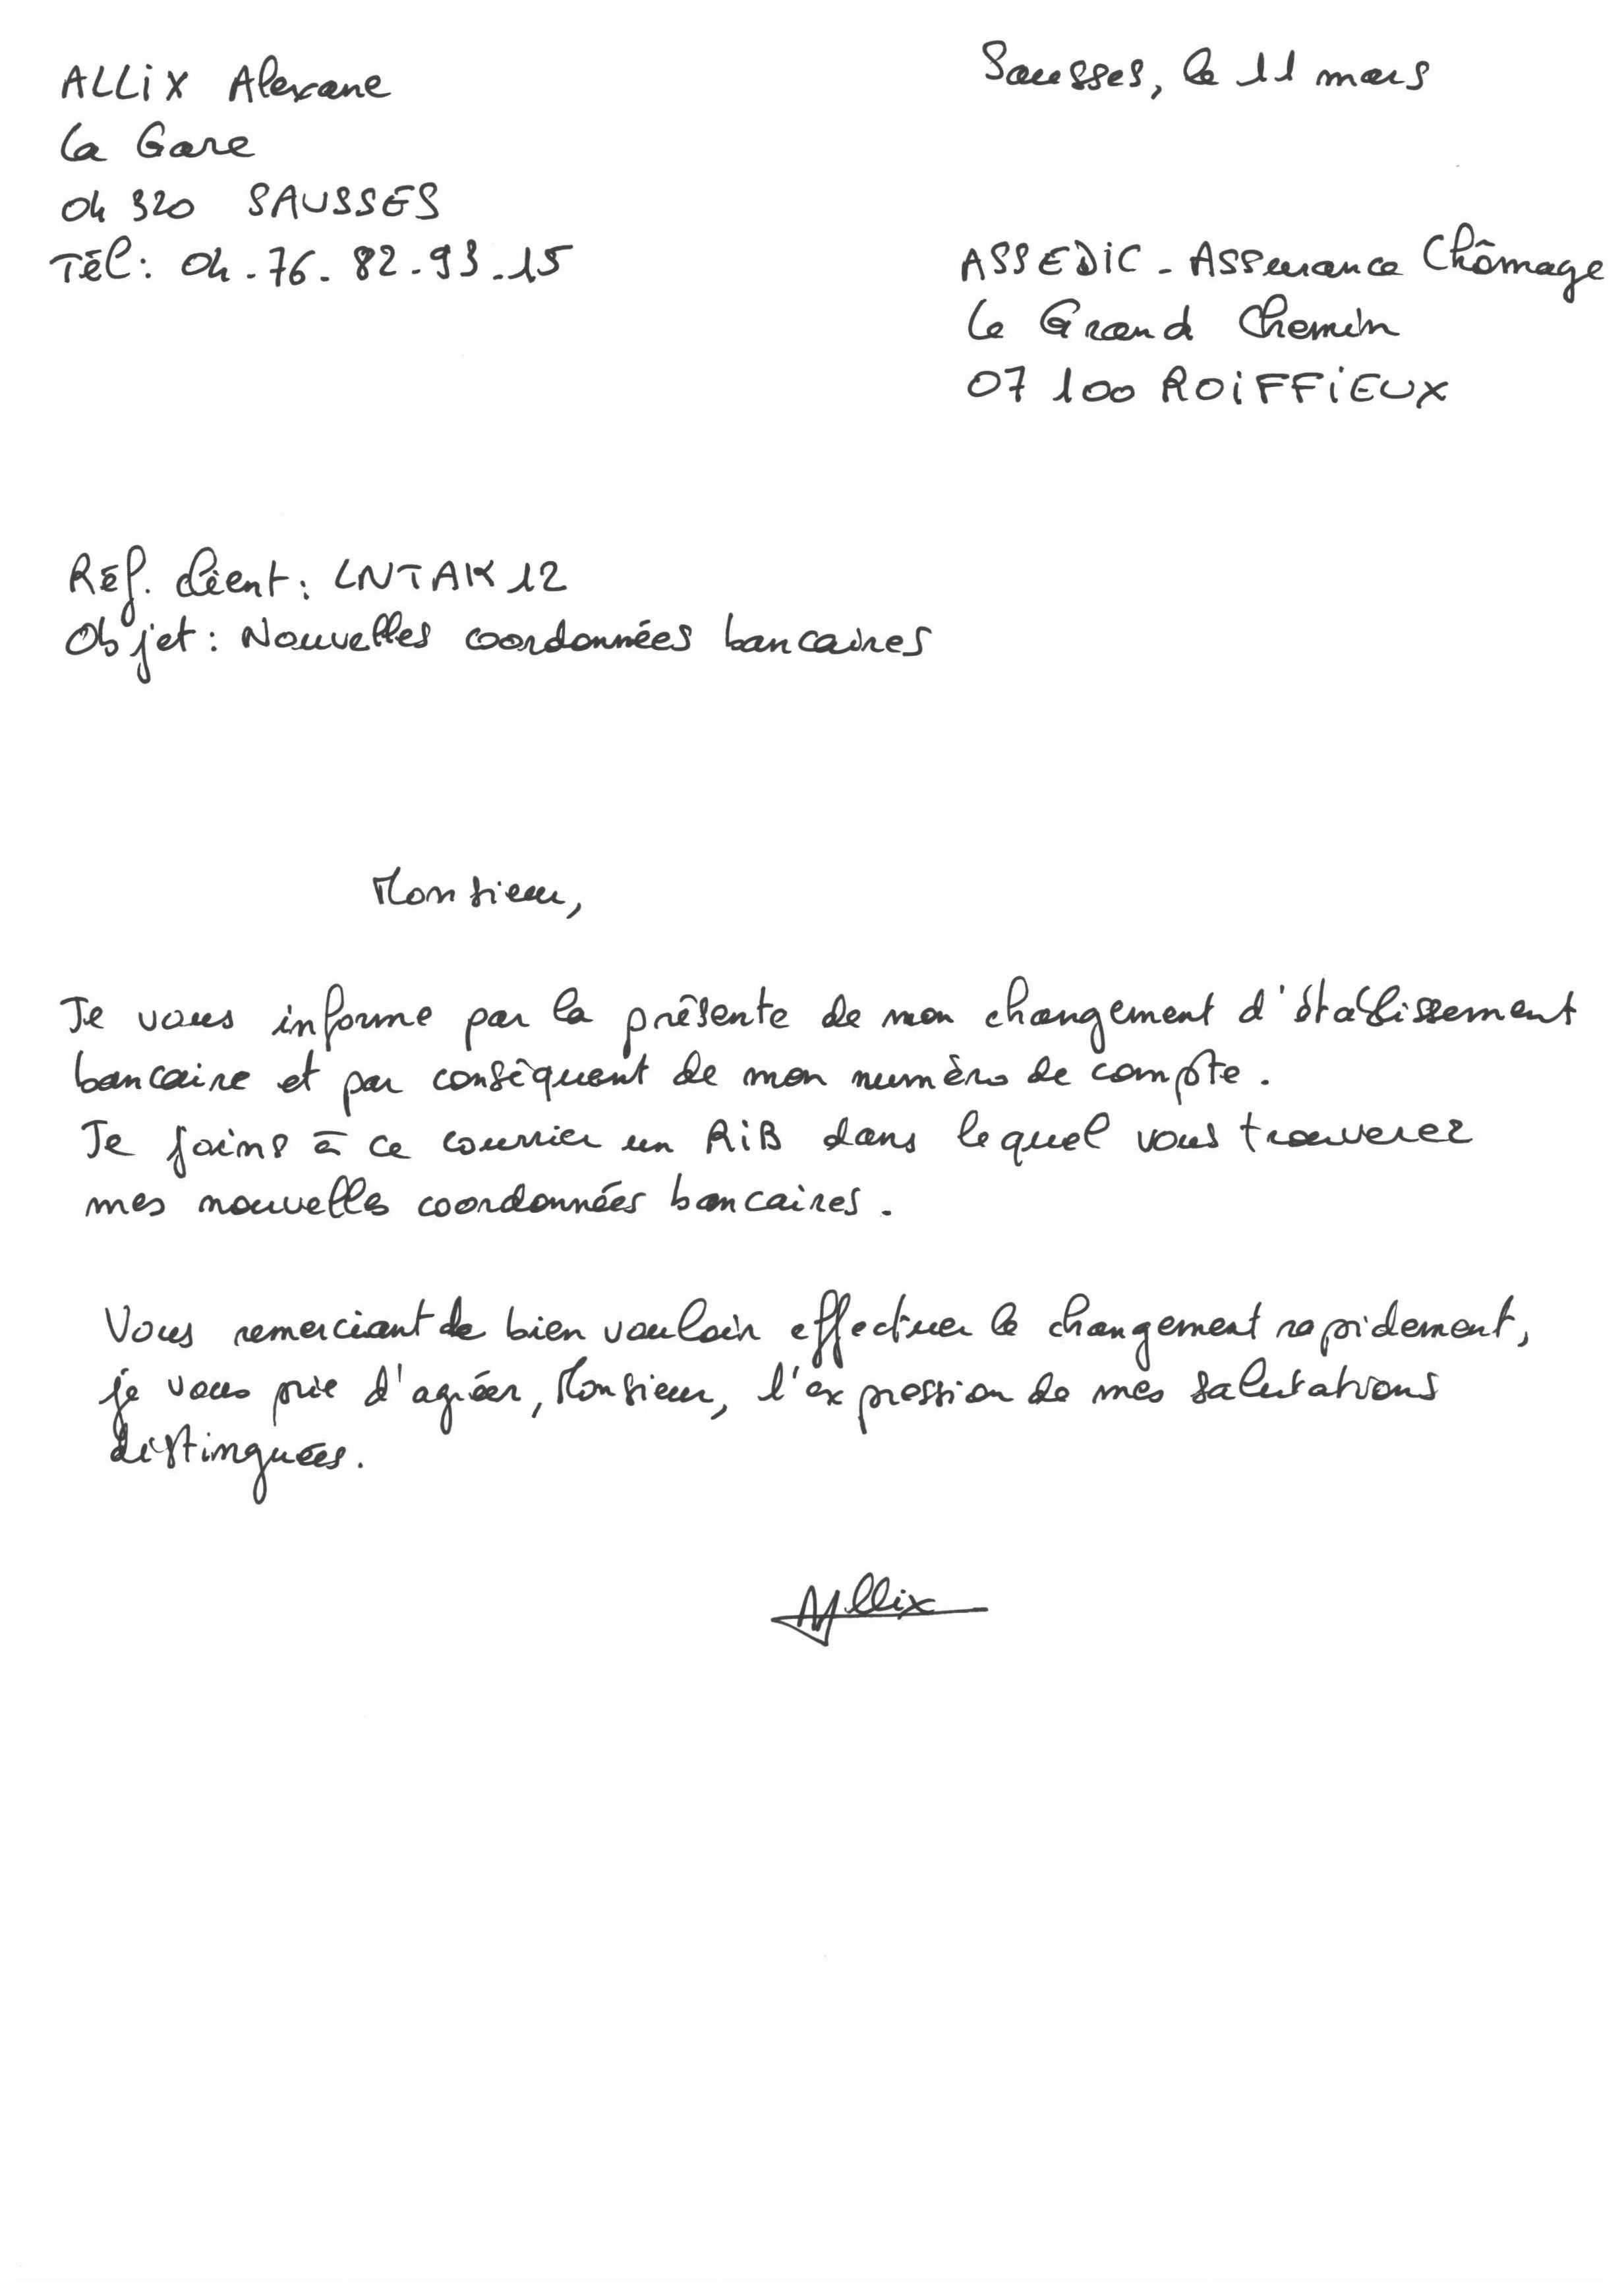 ALLiX Alexane
La Gare
04 320 SAUSSES
Tél: 04.76.82.93.15
Sausses, le 11 mars
ASSEDIC - Assurance Chômage
Le Grand Chemin
07 100 ROIFFIEUX
Réf. client: LNTAK12
Objet: Nouvelles coordonnées bancaires
Monsieur,
Je vous informe par la présente de mon changement d'établissement
bancaire et par conséquent de mon numéro de compte.
Je joins à ce courrier un RIB dans lequel vous trouverez
mes nouvelles coordonnées bancaires.
Vous remerciant de bien vouloir effectuer le changement rapidement,
je vous prie d'agréer, Monsieur, l'expression de mes salutations
distinguées.
Allix